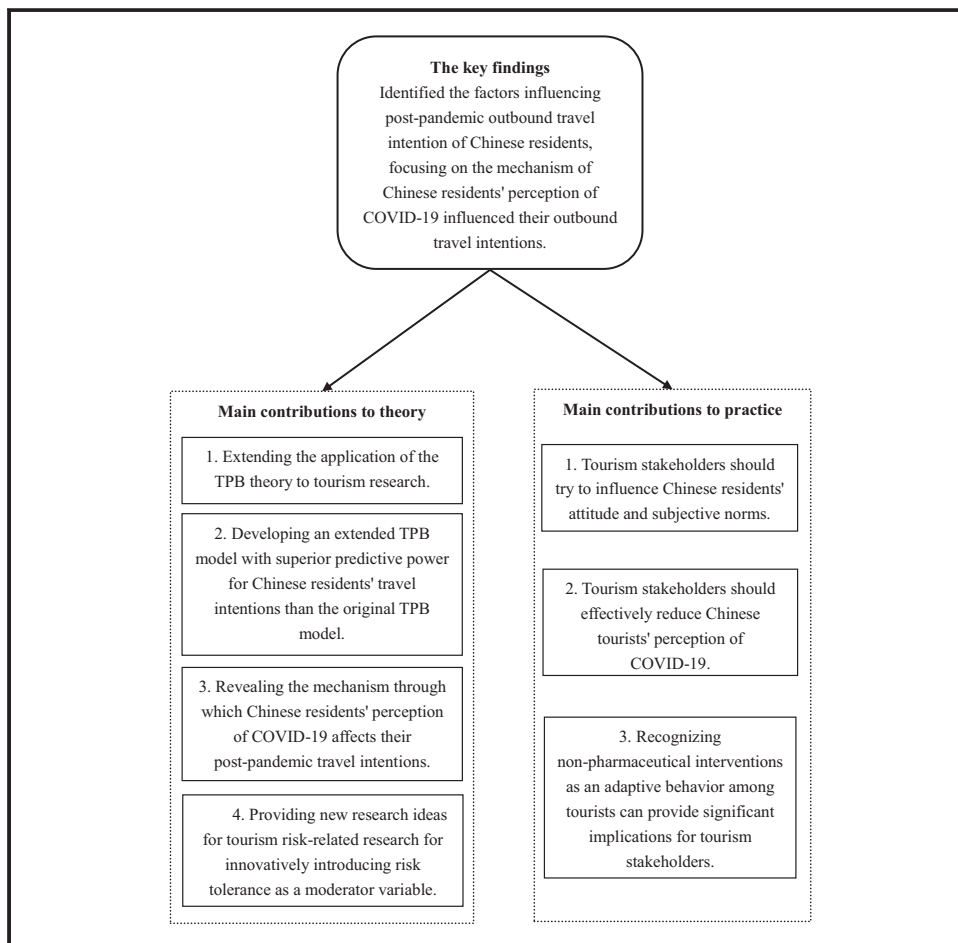 The key findings
Identified the factors influencing
post-pandemic outbound travel
intention of Chinese residents,
focusing on the mechanism of
Chinese residents' perception of
COVID-19 influenced their outbound
travel intentions.
Main contributions to theory
1. Extending the application of the
TPB theory to tourism research.
2. Developing an extended TPB
model with superior predictive power
for Chinese residents' travel
intentions than the original TPB
model.
3. Revealing the mechanism through
which Chinese residents' perception
of COVID-19 affects their
post-pandemic travel intentions.
4. Providing new research ideas
for tourism risk-related research for
innovatively introducing risk
tolerance as a moderator variable.
Main contributions to practice
1. Tourism stakeholders should
try to influence Chinese residents'
attitude and subjective norms.
2. Tourism stakeholders should
effectively reduce Chinese
tourists' perception of
COVID-19.
3. Recognizing
non-pharmaceutical interventions
as an adaptive behavior among
tourists can provide significant
implications for tourism
stakeholders.